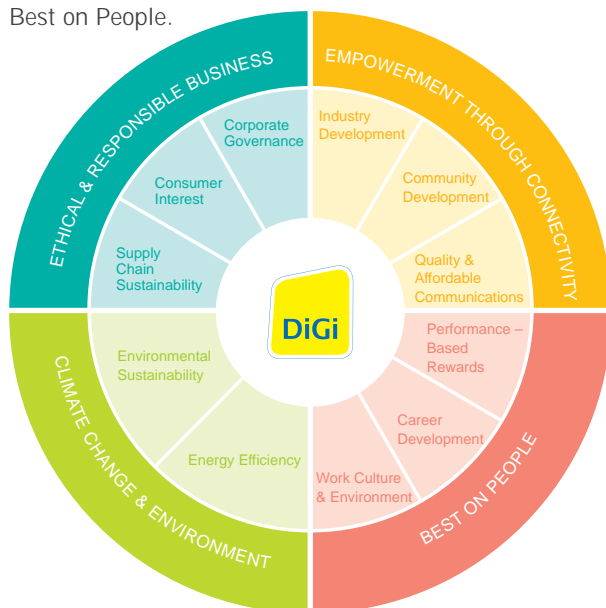 Best on People.
ETHICAL & RESPONSIBLE BUSINESS
EMPOWERMENT THROUGH CONNECTIVITY
Corporate
Governance
Consumer
Interest
Supply
Chain
Sustainability
Industry
Development
Community
Development
Quality &
Affordable
Communications
DiGi
Environmental
Sustainability
Energy Efficiency
Performance –
Based
Rewards
Career
Development
Work Culture
& Environment
CLIMATE CHANGE & ENVIRONMENT
BEST ON PEOPLE